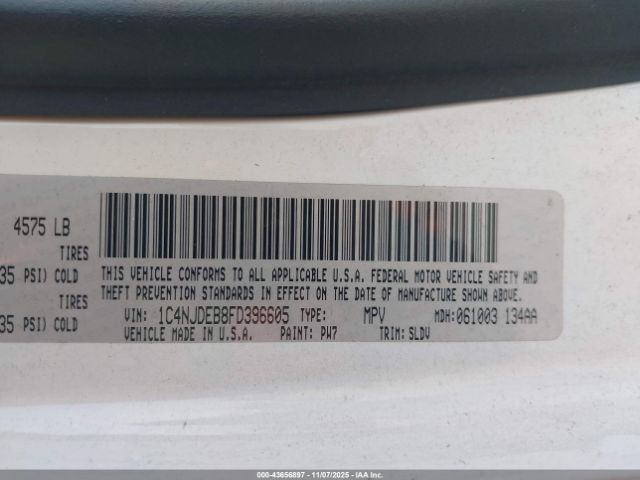 4575 LB
TIRES
35 PSI) COLD
TIRES
35 PSI) COLD
THIS VEHICLE CONFORMS TO ALL APPLICABLE U.S.A. FEDERAL MOTOR VEHICLE SAFETY AND
THEFT PREVENTION STANDARDS IN EFFECT ON THE DATE OF MANUFACTURE SHOWN ABOVE.
VIN: 1C4NJDEB8FD396605 TYPE: MPV MDH: 061003 134AA
VEHICLE MADE IN U.S.A. PAINT: PW7 TRIM: SLDV
000-43656897 - 11/07/2025 - IAAI - Copyright